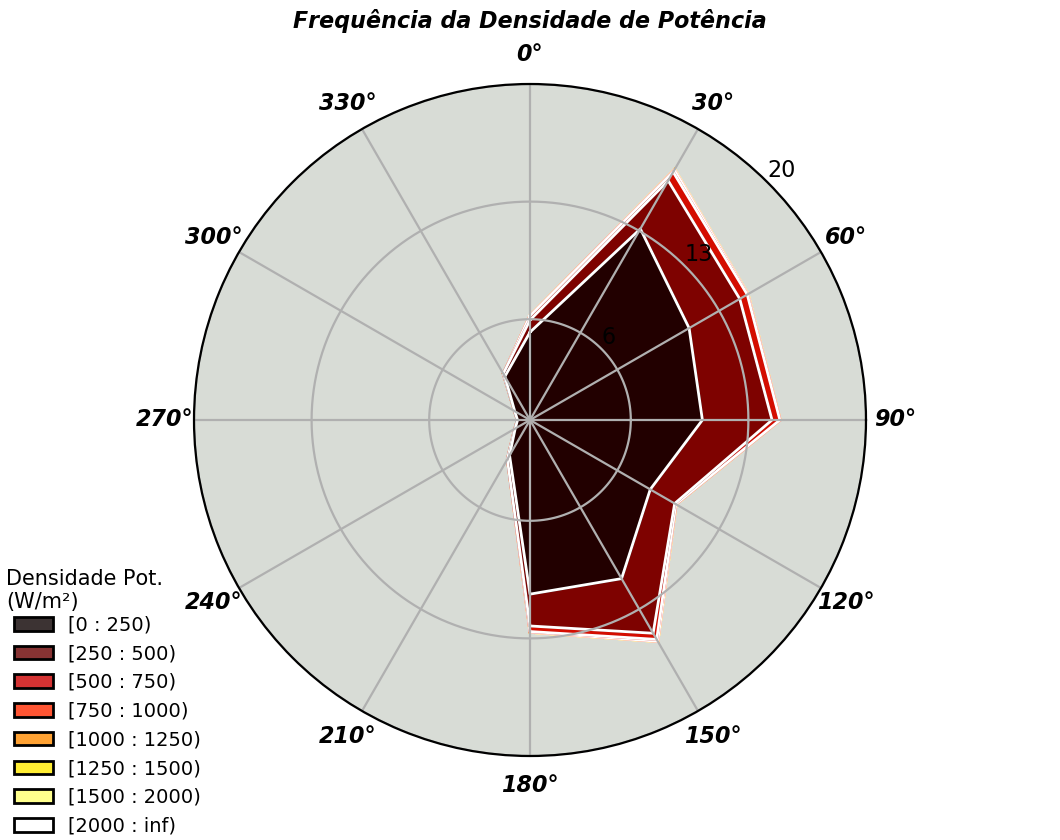 Frequência da Densidade de Potência
0°
330°
30°
20
300°
60°
13
6
270°
90°
240°
120°
210°
150°
180°
Densidade Pot.
(W/m²)
[0 : 250)
[250 : 500)
[500 : 750)
[750 : 1000)
[1000 : 1250)
[1250 : 1500)
[1500 : 2000)
[2000 : inf)